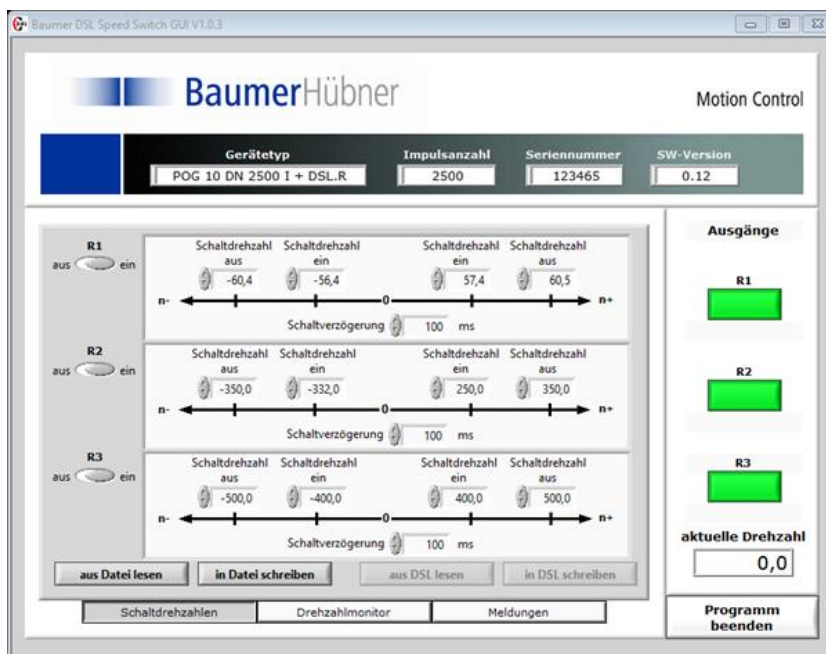 Baumer DSL Speed Switch GUI V1.0.3
BaumerHübner
Motion Control
Gerätetyp Impulsanzahl Seriennummer SW-Version
POG 10 DN 2500 I + DSL.R 2500 123465 0.12
R1
aus ein
Schaltdrehzahl Schaltdrehzahl Schaltdrehzahl Schaltdrehzahl
aus ein ein aus
-60,4 -56,4 57,4 60,5
n- 0 n+
Schaltverzögerung 100 ms
R2
aus ein
Schaltdrehzahl Schaltdrehzahl Schaltdrehzahl Schaltdrehzahl
aus ein ein aus
-350,0 -332,0 250,0 350,0
n- 0 n+
Schaltverzögerung 100 ms
R3
aus ein
Schaltdrehzahl Schaltdrehzahl Schaltdrehzahl Schaltdrehzahl
aus ein ein aus
-500,0 -400,0 400,0 500,0
n- 0 n+
Schaltverzögerung 100 ms
aus Datei lesen in Datei schreiben aus DSL lesen in DSL schreiben
Schaltdrehzahlen Drehzahlmonitor Meldungen
Ausgänge
R1
R2
R3
aktuelle Drehzahl
0,0
Programm
beenden